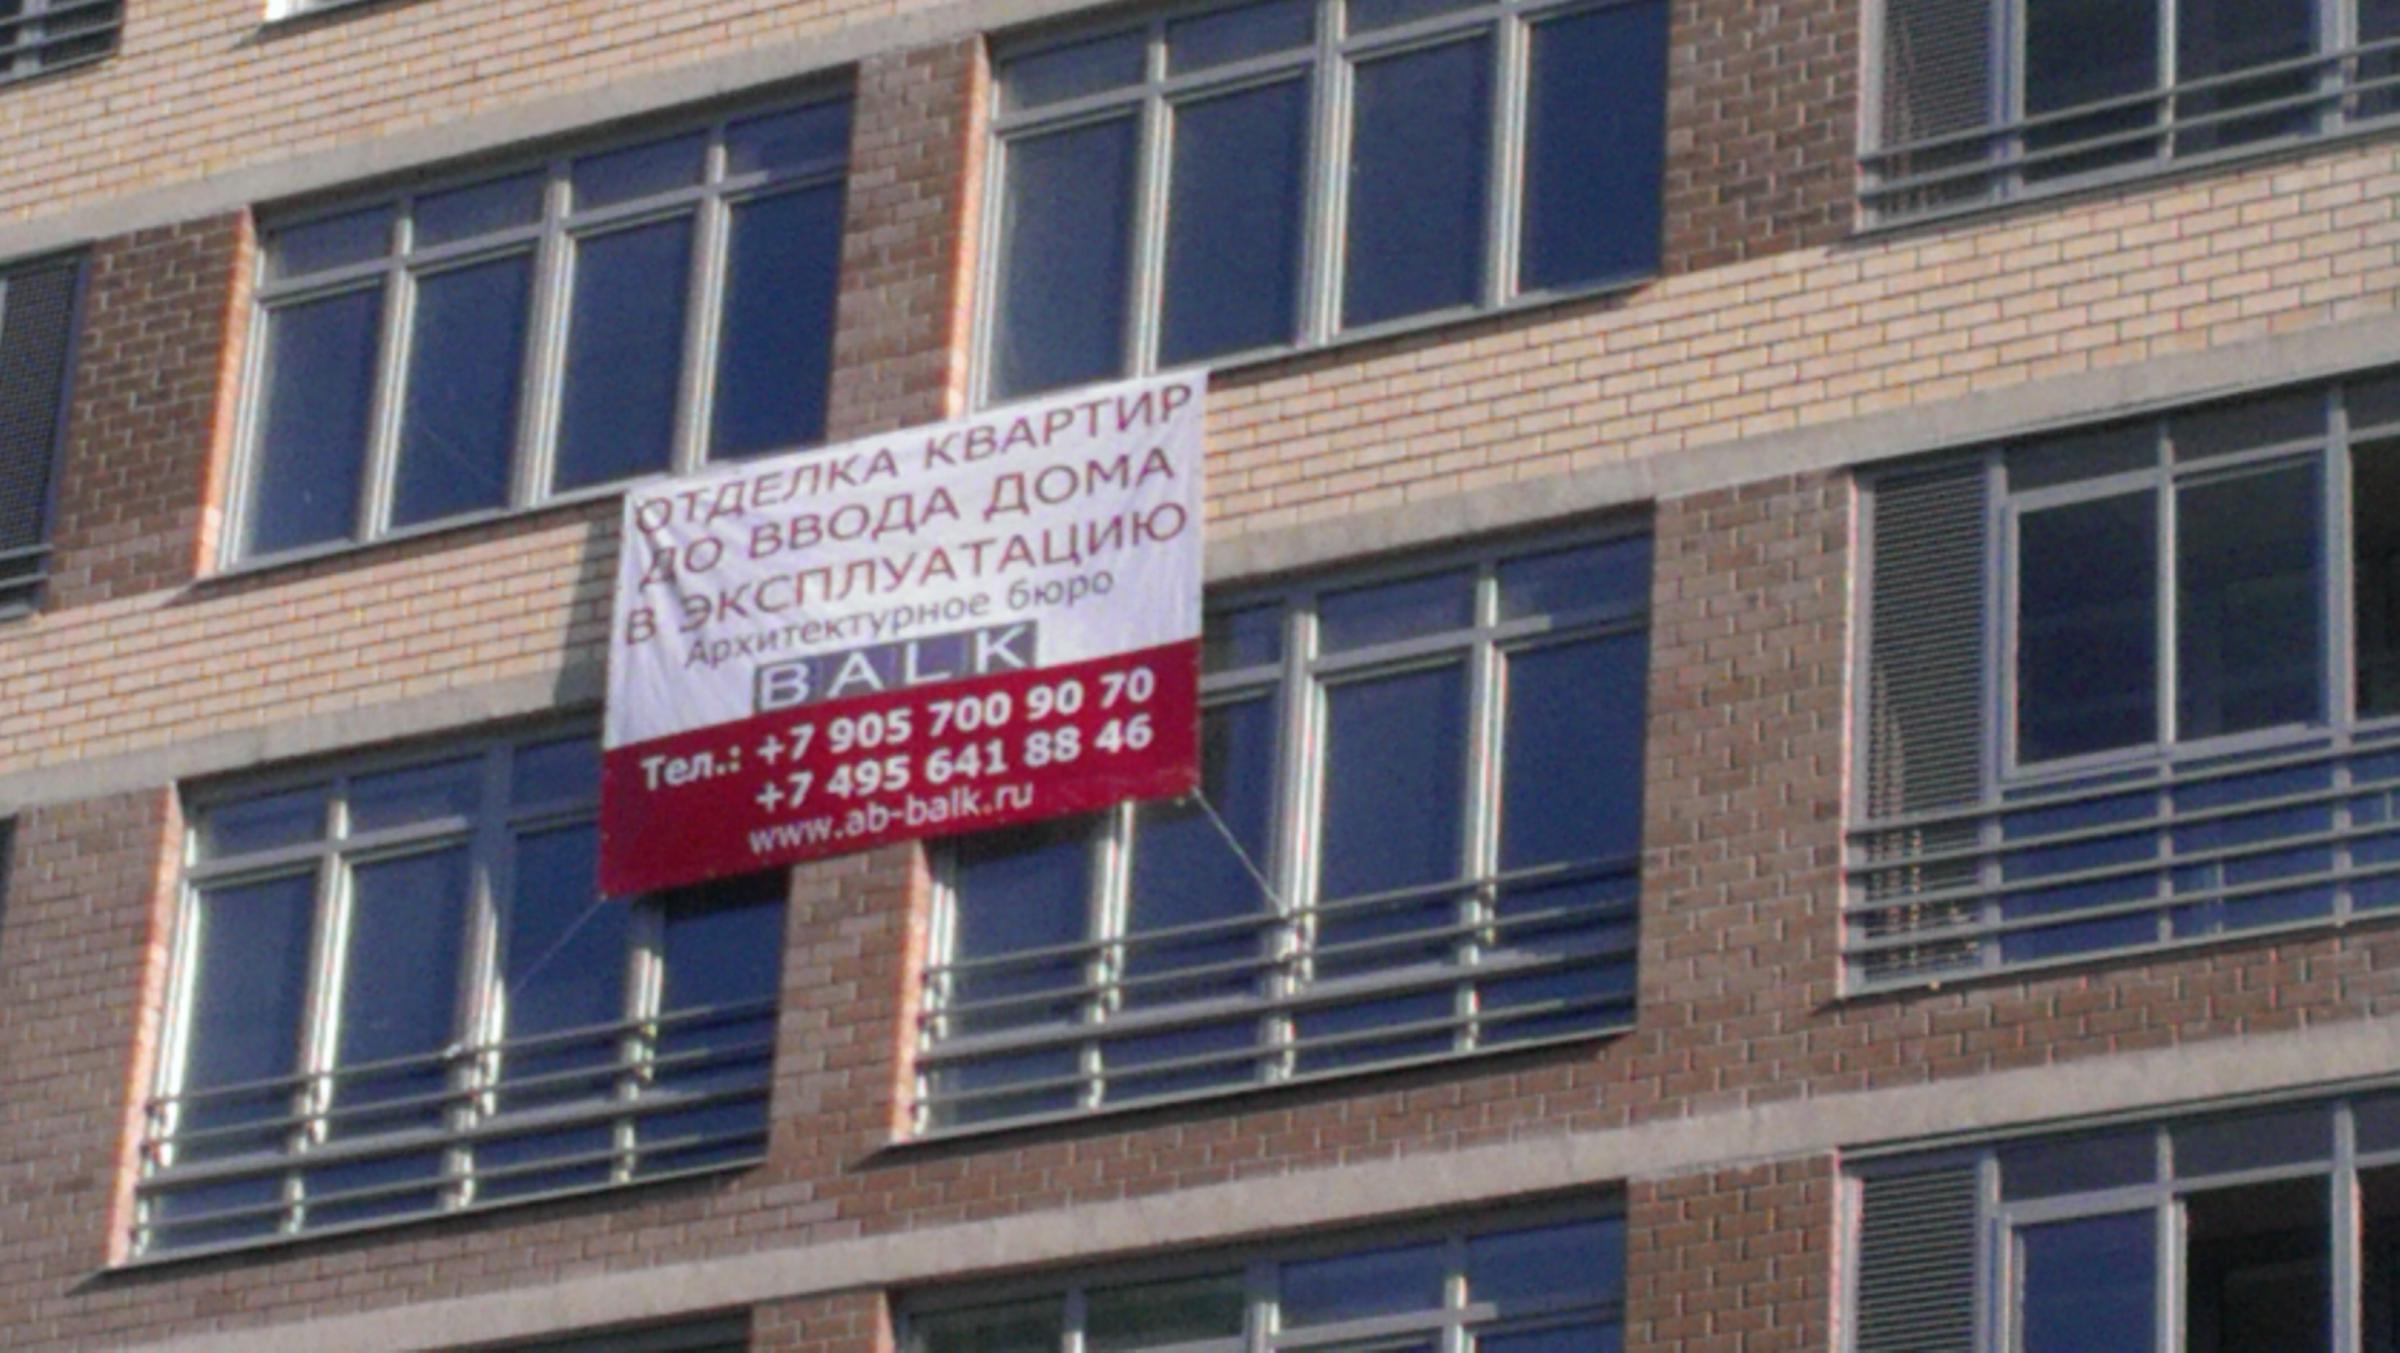 ОТДЕЛКА КВАРТИР
ДО ВВОДА ДОМА
В ЭКСПЛУАТАЦИЮ
Архитектурное бюро
BALK
Тел.: +7 905 700 90 70
+7 495 641 88 46
www.ab-balk.ru